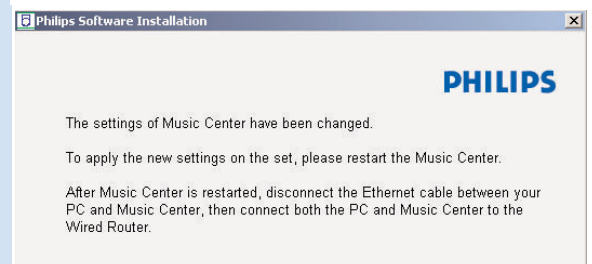 Philips Software Installation
PHILIPS
The settings of Music Center have been changed.
To apply the new settings on the set, please restart the Music Center.
After Music Center is restarted, disconnect the Ethernet cable between your
PC and Music Center, then connect both the PC and Music Center to the
Wired Router.